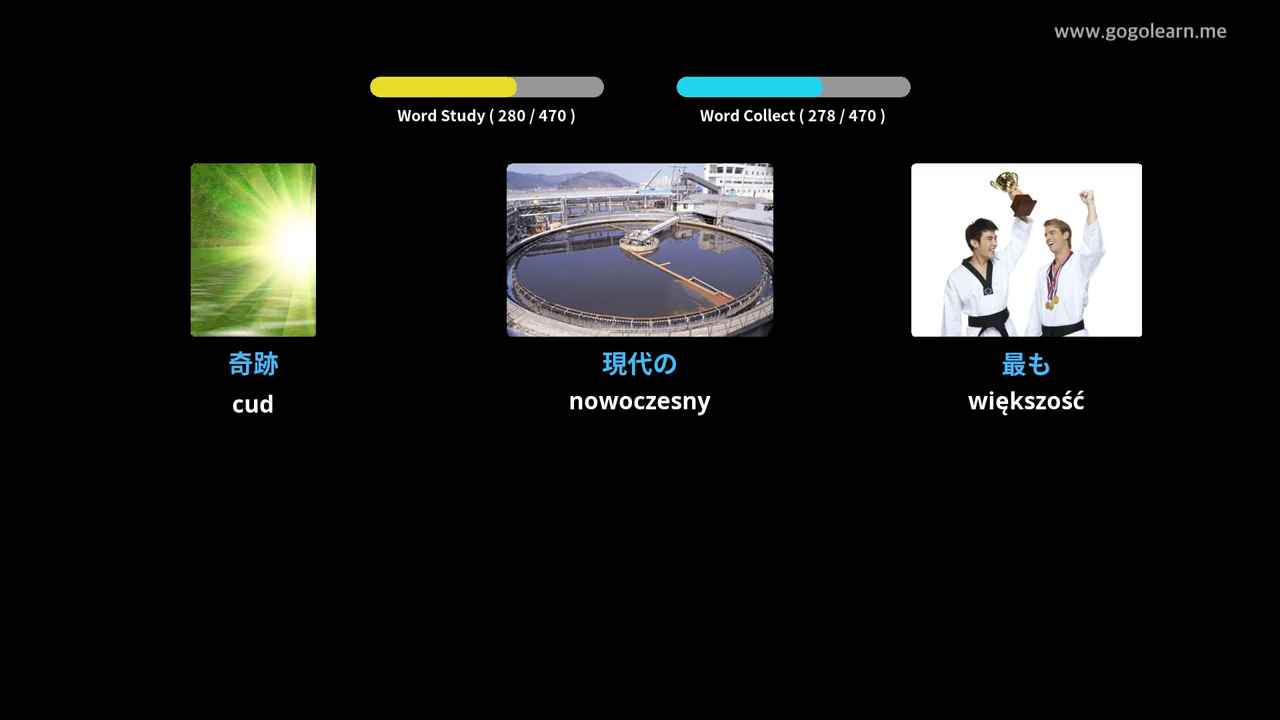 www.gogolearn.me
Word Study ( 280 / 470 )
Word Collect ( 278 / 470 )
奇跡
cud
現代の
nowoczesny
最も
większość